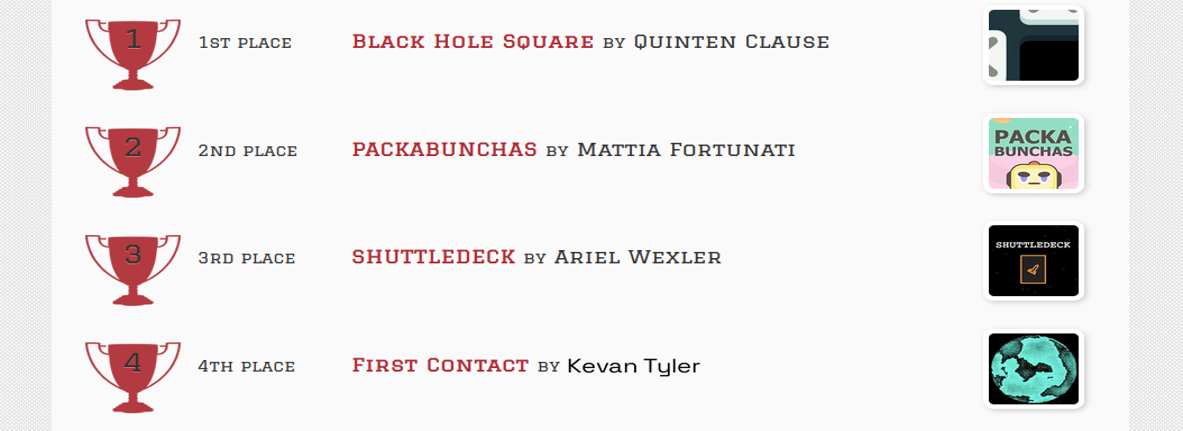 1 1ST PLACE BLACK HOLE SQUARE BY QUINTEN CLAUSE
2 2ND PLACE PACKABUNCHAS BY MATTIA FORTUNATI
PACKA
BUNCHAS
3 3RD PLACE SHUTTLEDECK BY ARIEL WEXLER
SHUTTLEDECK
4 4TH PLACE FIRST CONTACT BY Kevan Tyler